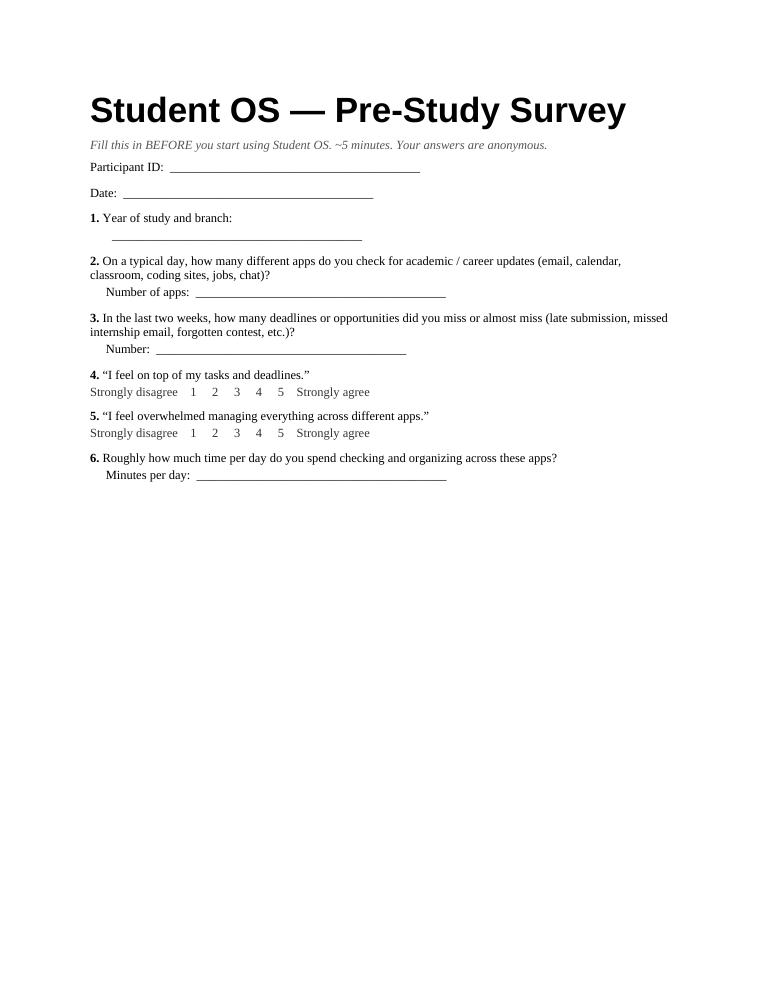 Student OS — Pre-Study Survey
Fill this in BEFORE you start using Student OS. ~5 minutes. Your answers are anonymous.
Participant ID: ________________________________________
Date: ________________________________________
1. Year of study and branch:
________________________________________
2. On a typical day, how many different apps do you check for academic / career updates (email, calendar,
classroom, coding sites, jobs, chat)?
Number of apps: ________________________________________
3. In the last two weeks, how many deadlines or opportunities did you miss or almost miss (late submission, missed
internship email, forgotten contest, etc.)?
Number: ________________________________________
4. “I feel on top of my tasks and deadlines.”
Strongly disagree 1 2 3 4 5 Strongly agree
5. “I feel overwhelmed managing everything across different apps.”
Strongly disagree 1 2 3 4 5 Strongly agree
6. Roughly how much time per day do you spend checking and organizing across these apps?
Minutes per day: ________________________________________